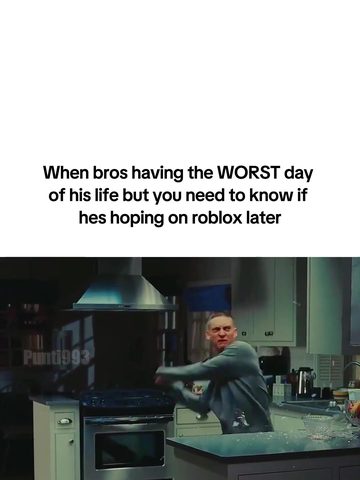 When bros having the WORST day
of his life but you need to know if
hes hoping on roblox later
Punti993